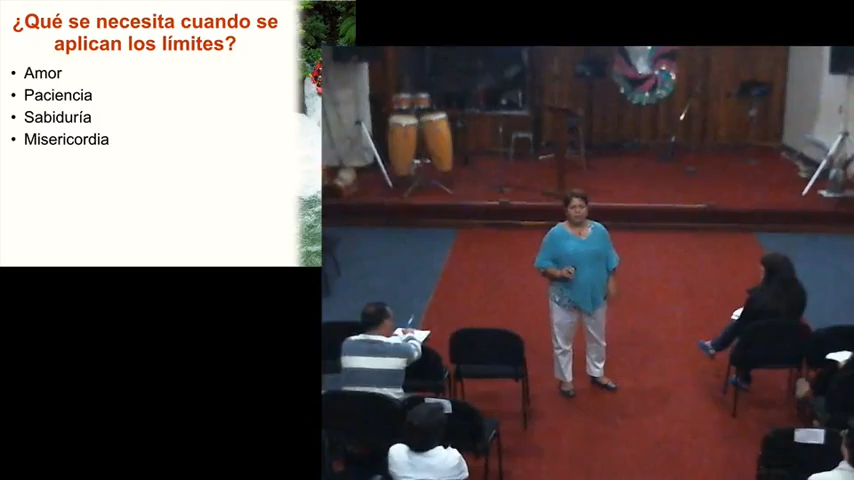 ¿Qué se necesita cuando se
aplican los límites?
• Amor
• Paciencia
• Sabiduría
• Misericordia